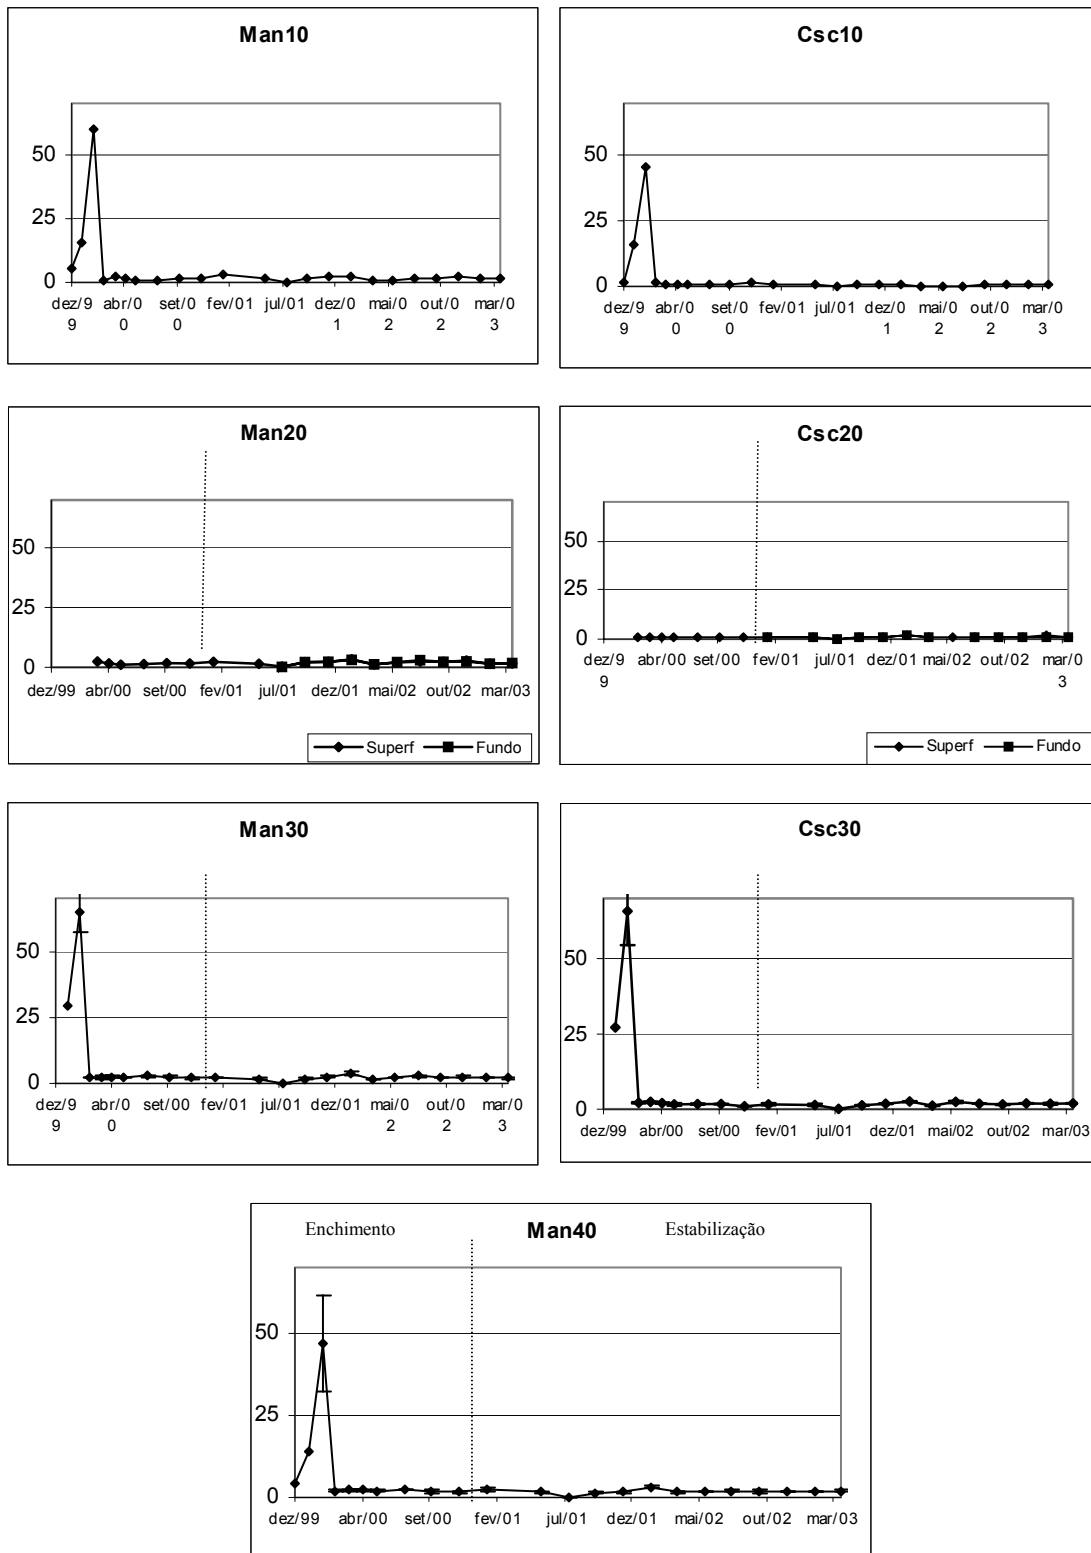 Man10
50
25
0
dez/9 abr/0 set/0 fev/01 jul/01 dez/0 mai/0 out/0 mar/0
9 0 0 1 2 2 3
Csc10
50
25
0
dez/9 abr/0 set/0 fev/01 jul/01 dez/0 mai/0 out/0 mar/0
9 0 0 1 2 2 3
Man20
50
25
0
dez/99 abr/00 set/00 fev/01 jul/01 dez/01 mai/02 out/02 mar/03
Superf Fundo
Csc20
50
25
0
dez/9 abr/00 set/00 fev/01 jul/01 dez/01 mai/02 out/02 mar/0
9 3
Superf Fundo
Man30
50
25
0
dez/9 abr/0 set/00 fev/01 jul/01 dez/01 mai/0 out/0 mar/0
9 0 2 2 3
Csc30
50
25
0
dez/99 abr/00 set/00 fev/01 jul/01 dez/01 mai/02 out/02 mar/03
Enchimento Man40 Estabilização
50
25
0
dez/99 abr/00 set/00 fev/01 jul/01 dez/01 mai/02 out/02 mar/03